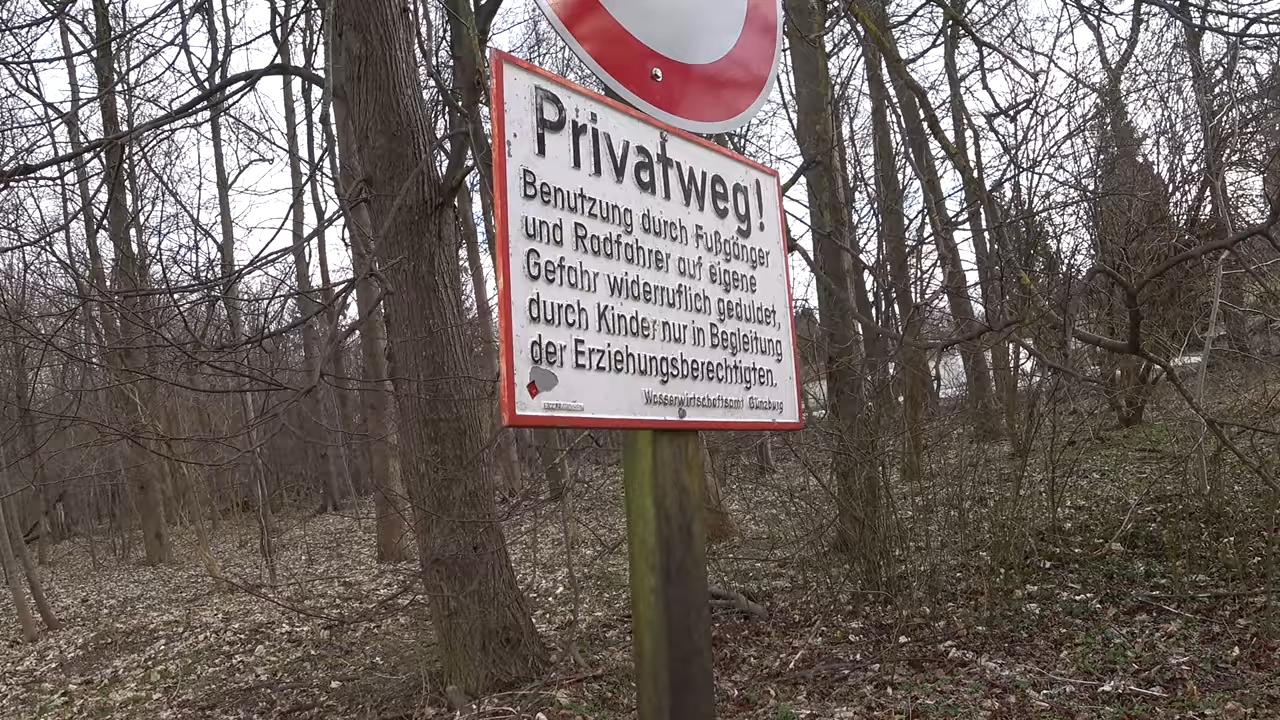 Privatweg!
Benutzung durch Fußgänger
und Radfahrer auf eigene
Gefahr widerruflich geduldet,
durch Kinder nur in Begleitung
der Erziehungsberechtigten.
Wasserwirtschaftsamt Günzburg